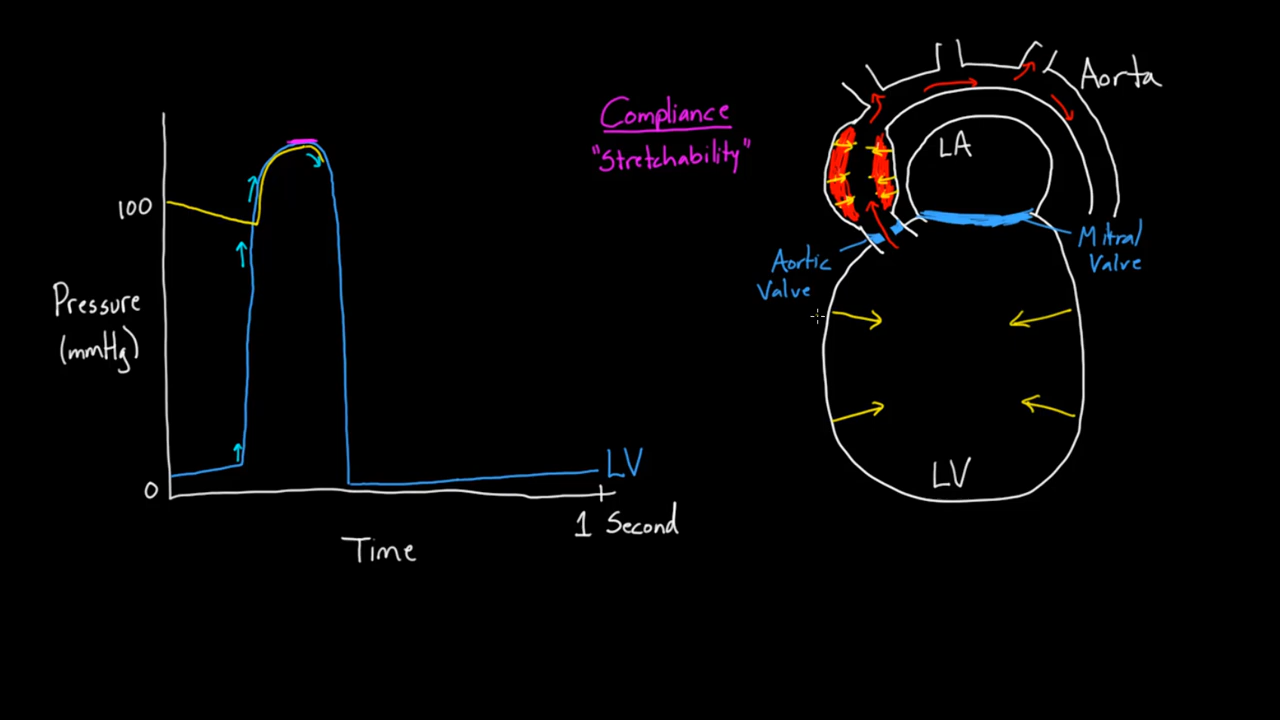 Compliance
"Stretchability"
Aorta
LA
100
Aortic
Valve
Mitral
Valve
Pressure
(mmHg)
LV
LV
0
1 Second
Time